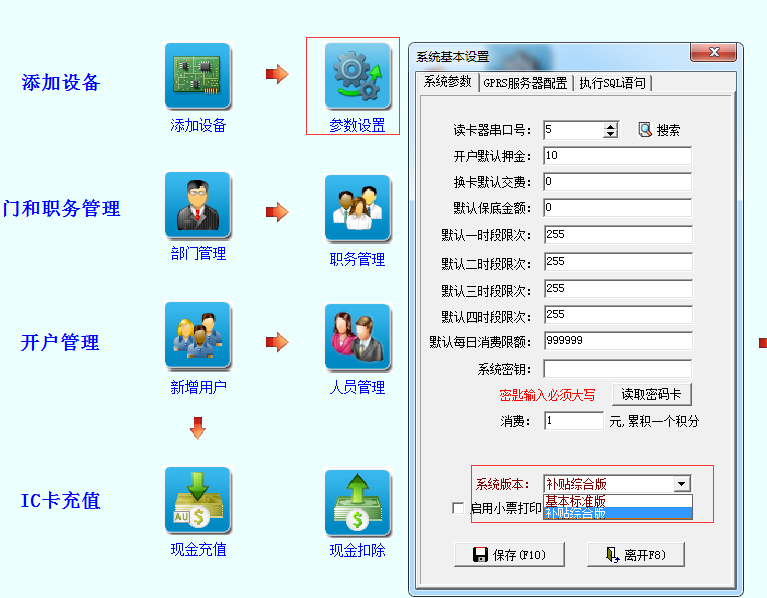 添加设备
添加设备
参数设置
门和职务管理
部门管理
职务管理
开户管理
新增用户
人员管理
IC卡充值
AU
$
现金充值
$
现金扣除
系统基本设置
系统参数 GPRS服务器配置 执行SQL语句
读卡器串口号: 5 搜索
开户默认押金: 10
换卡默认交费: 0
默认保底金额: 0
默认一时段限次: 255
默认二时段限次: 255
默认三时段限次: 255
默认四时段限次: 255
默认每日消费限额: 999999
系统密钥:
密匙输入必须大写 读取密码卡
消费: 1 元,累积一个积分
系统版本: 补贴综合版
基本标准版
启用小票打印 补贴综合版
保存(F10) 离开F8)